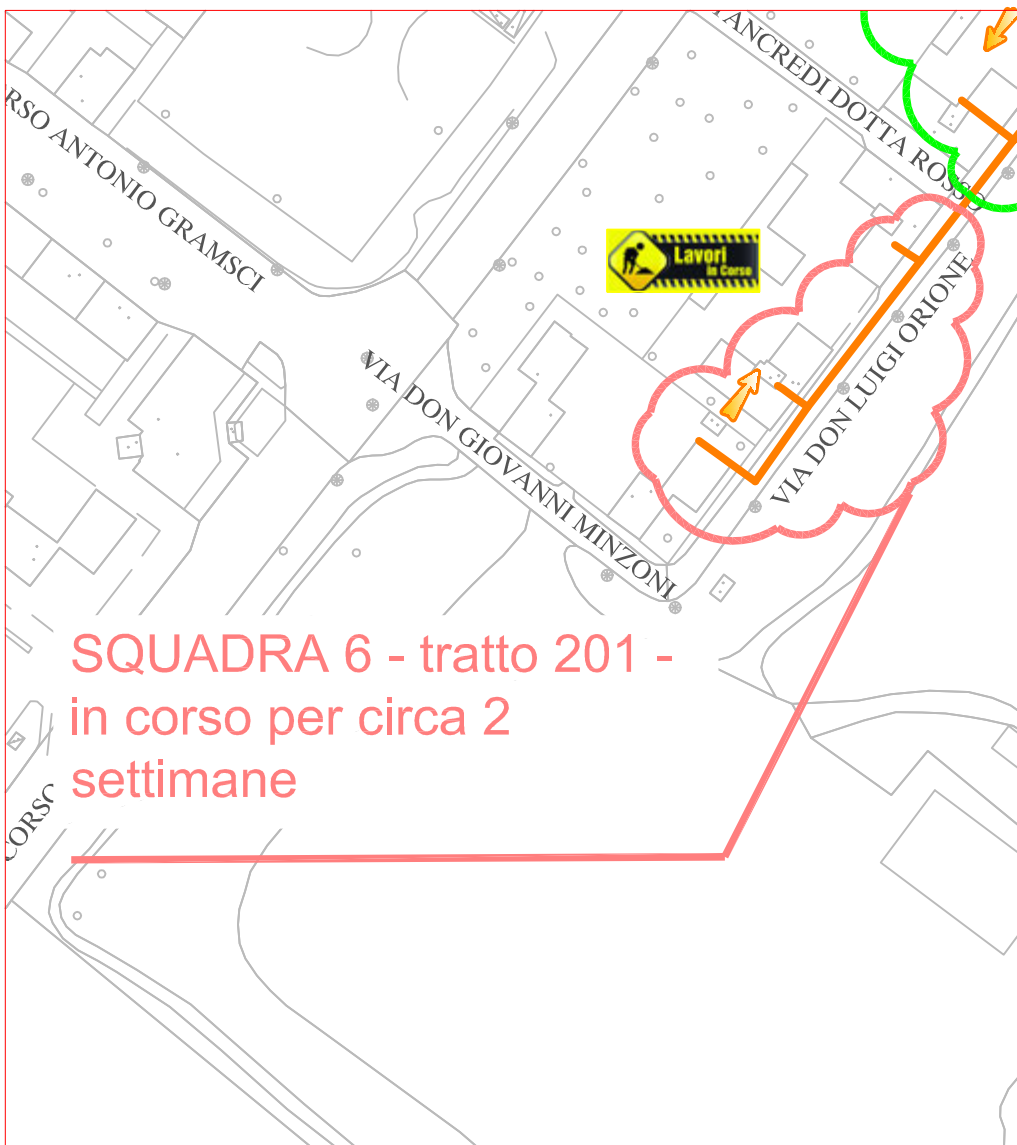 ANCREDI DOTTA ROSSO
RSO ANTONIO GRAMSCI
Lavori
in Corso
VIA DON LUIGI ORIONE
VIA DON GIOVANNI MINZONI
SQUADRA 6 - tratto 201 -
in corso per circa 2
settimane
CORSO